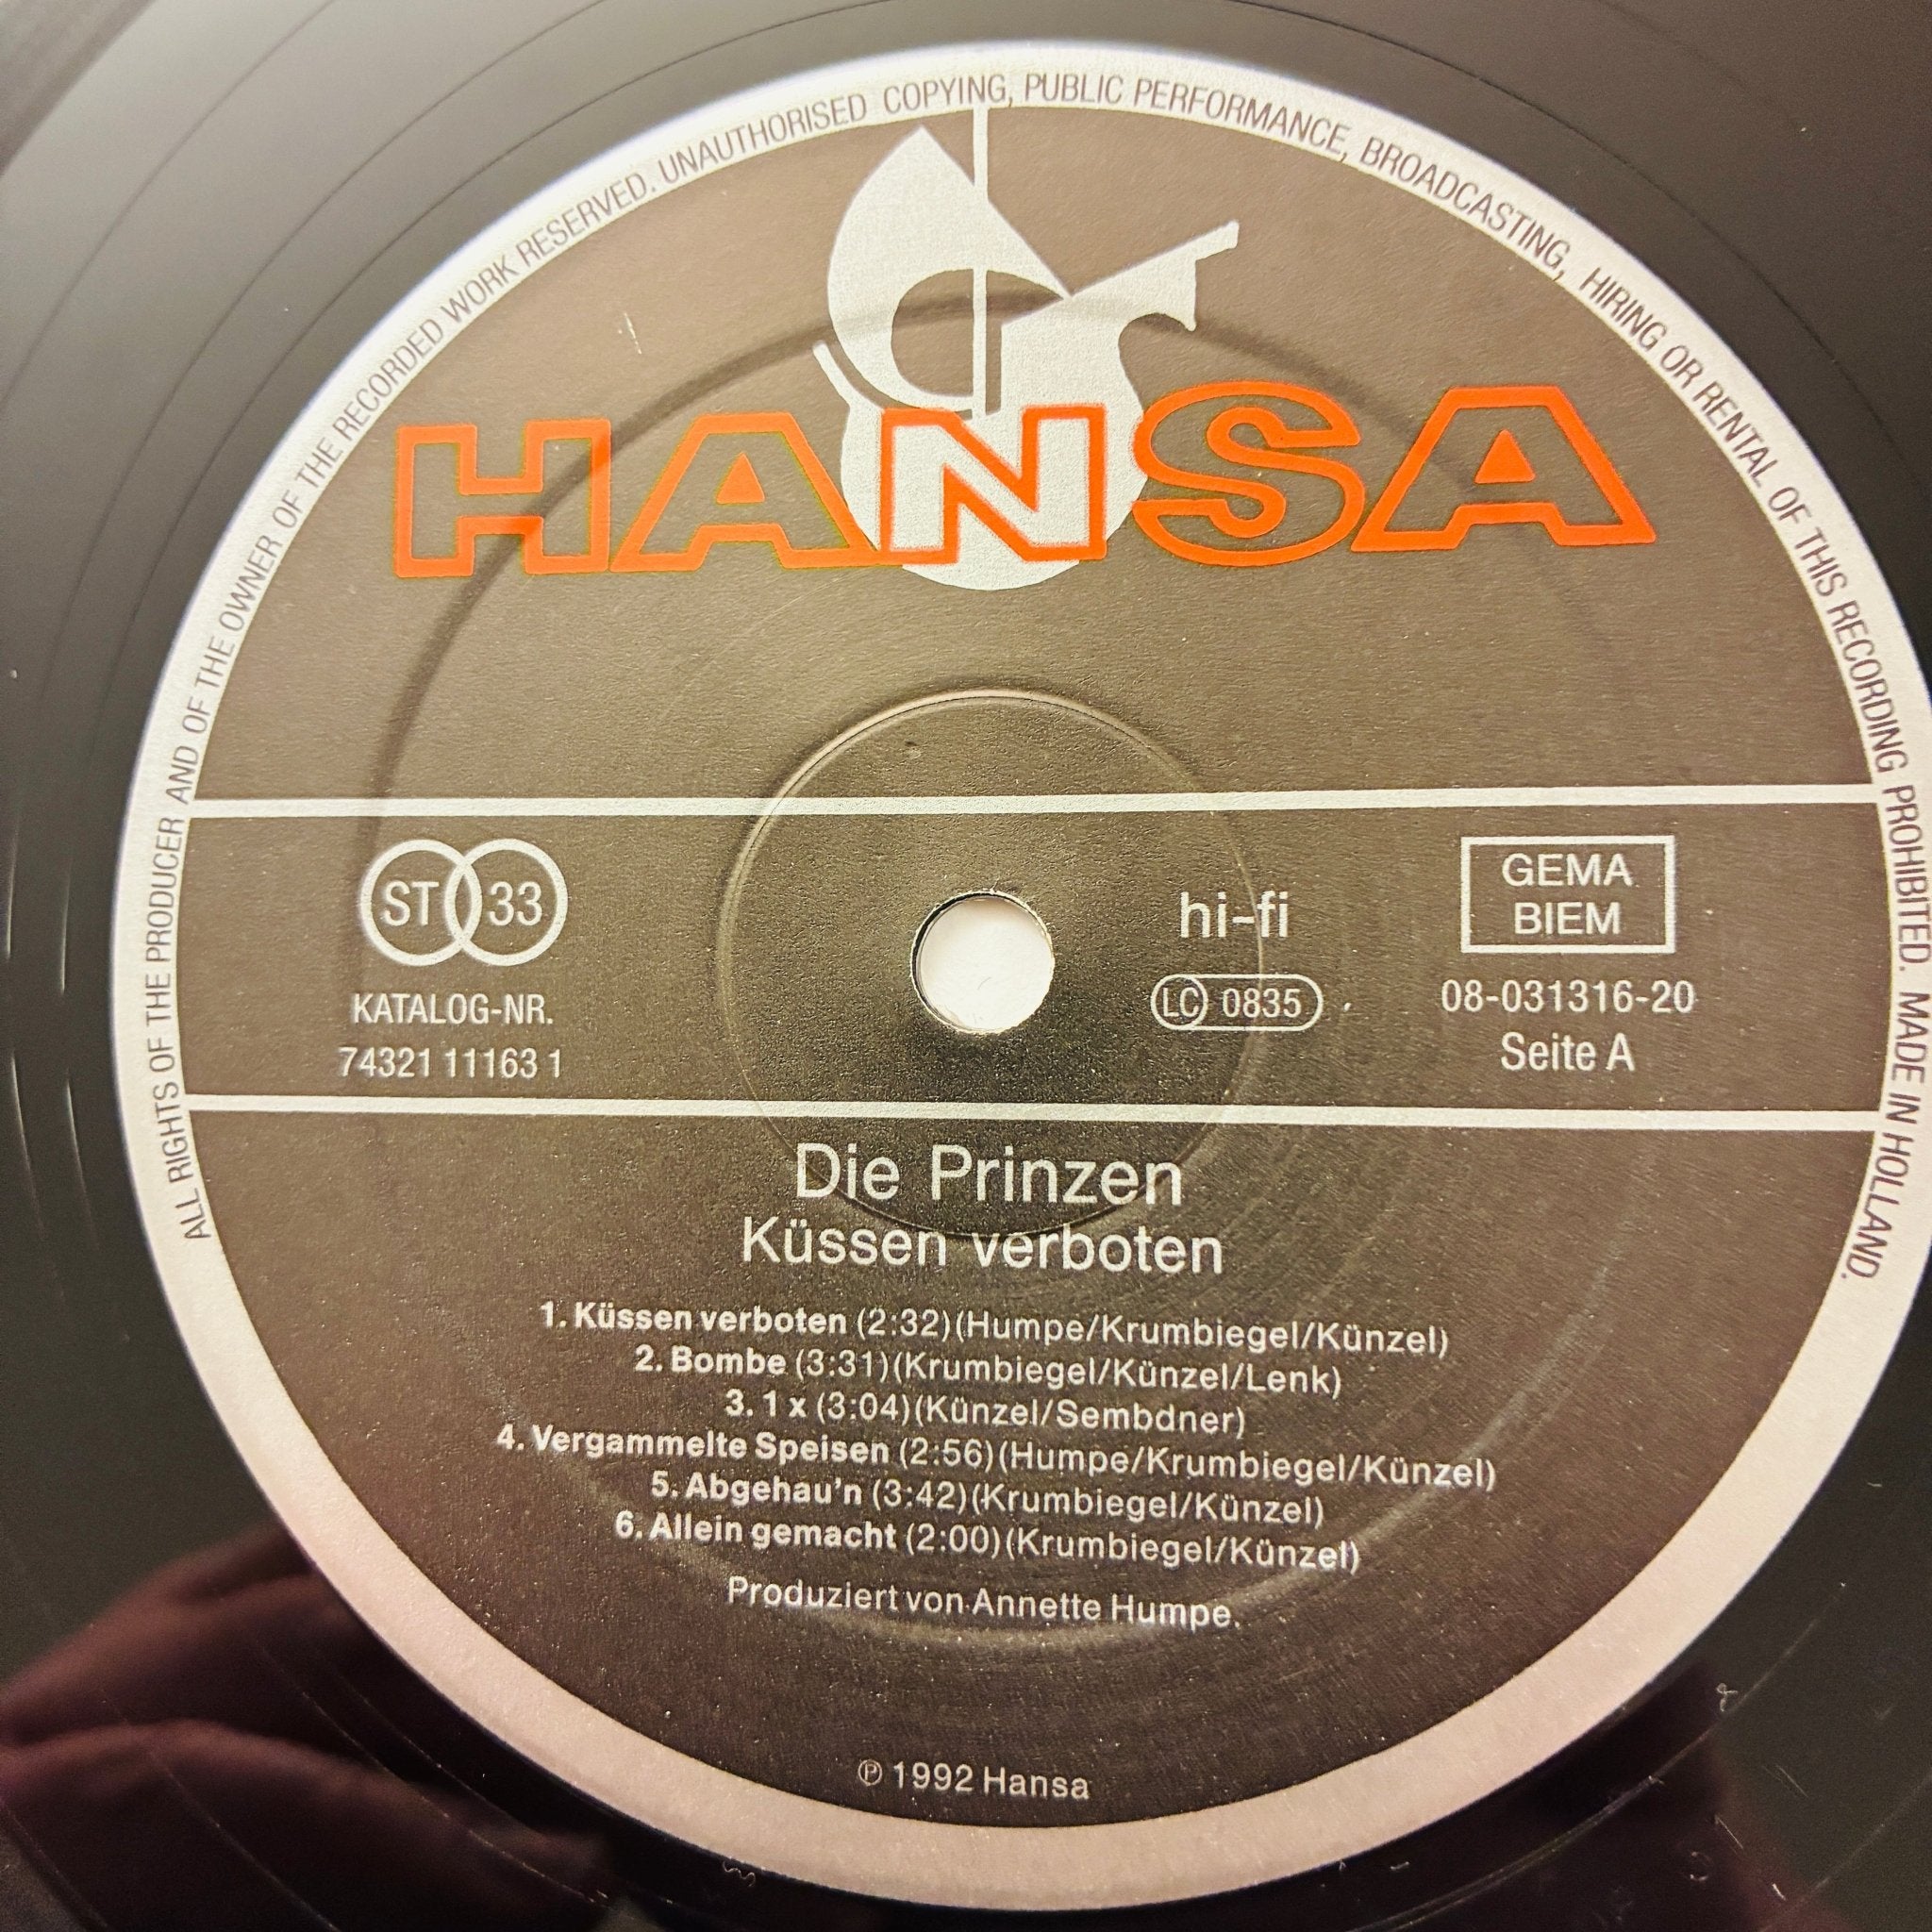 ALL RIGHTS OF THE PRODUCER AND OF THE OWNER OF THE RECORDED WORK RESERVED. UNAUTHORISED COPYING, PUBLIC PERFORMANCE, BROADCASTING, HIRING OR RENTAL OF THIS RECORDING PROHIBITED. MADE IN HOLLAND.
HANSA
ST 33
KATALOG-NR.
74321 11163 1
hi-fi
LC 0835
GEMA
BIEM
08-031316-20
Seite A
Die Prinzen
Küssen verboten
1. Küssen verboten (2:32)(Humpe/Krumbiegel/Künzel)
2. Bombe (3:31)(Krumbiegel/Künzel/Lenk)
3. 1 x (3:04)(Künzel/Sembdner)
4. Vergammelte Speisen (2:56)(Humpe/Krumbiegel/Künzel)
5. Abgehau'n (3:42)(Krumbiegel/Künzel)
6. Allein gemacht (2:00)(Krumbiegel/Künzel)
Produziert von Annette Humpe.
℗ 1992 Hansa